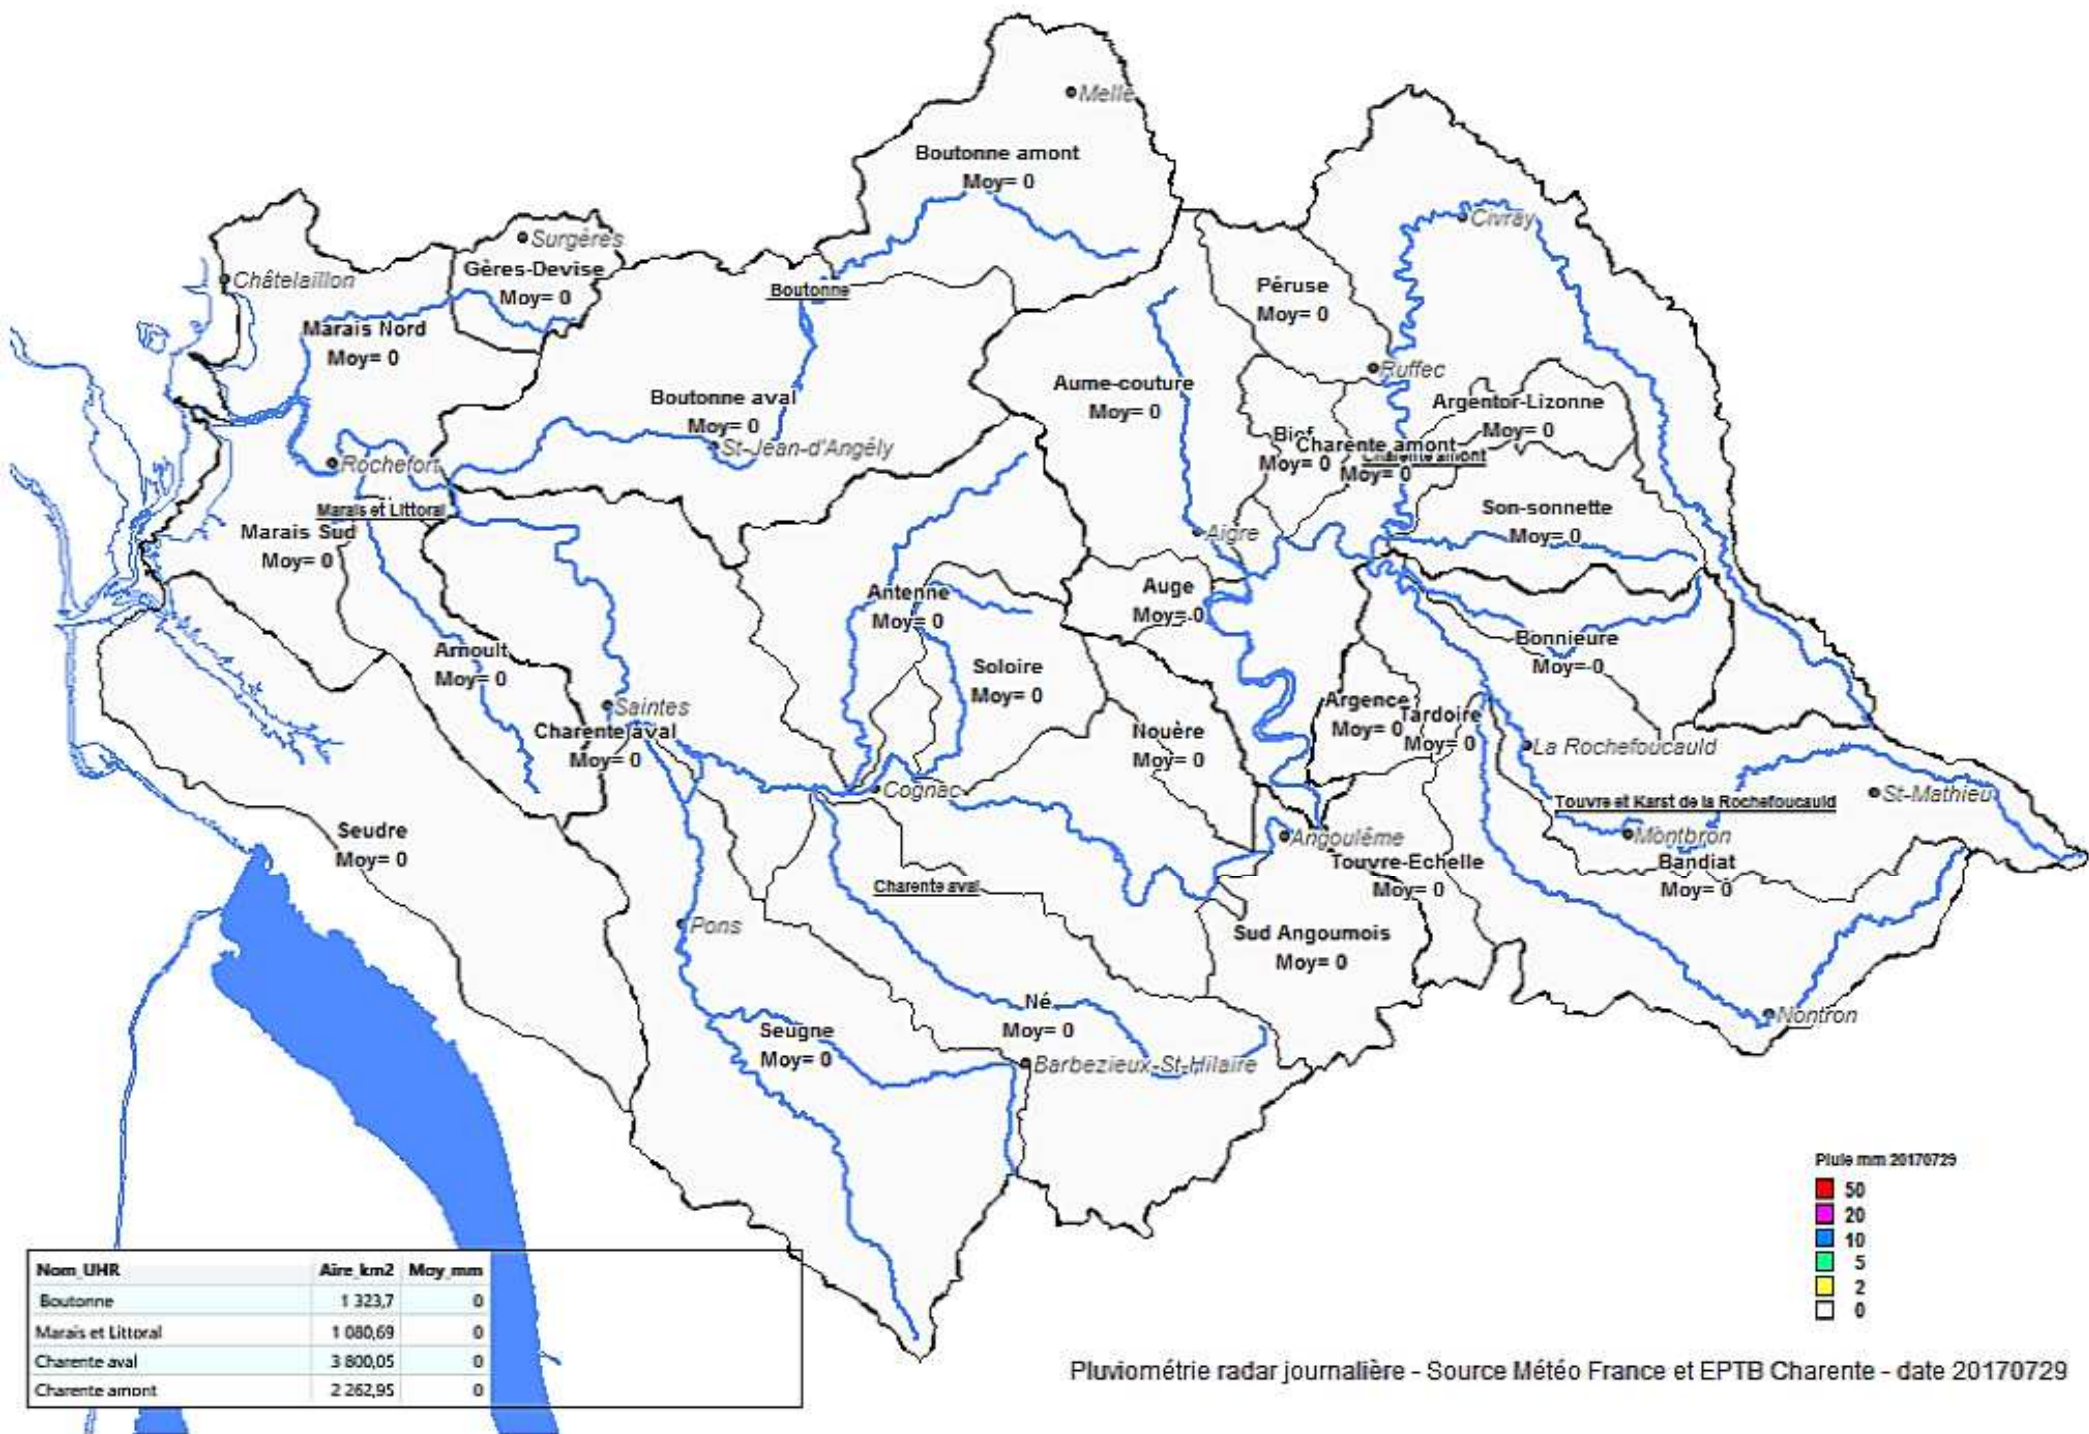 Melle
Boutonne amont
Moy= 0
Civray
Surgères
Gères-Devise
Moy= 0
Châtelaillon
Boutonne
Péruse
Moy= 0
Marais Nord
Moy= 0
Ruffec
Aume-couture
Moy= 0
Boutonne aval
Moy= 0
Argentor-Lizonne
Moy= 0
St-Jean-d'Angély
Bief
Moy= 0
Charente amont
Charente amont
Moy= 0
Rochefort
Marais et Littoral
Son-sonnette
Moy= 0
Marais Sud
Moy= 0
Aigre
Antenne
Moy= 0
Auge
Moy= 0
Bonnieure
Moy= 0
Arnoult
Moy= 0
Soloire
Moy= 0
Saintes
Charente aval
Moy= 0
Nouère
Moy= 0
Argence
Moy= 0
Tardoire
Moy= 0
La Rochefoucauld
Cognac
St-Mathieu
Touvre et Karst de la Rochefoucauld
Seudre
Moy= 0
Angoulême
Montbron
Touvre-Echelle
Moy= 0
Bandiat
Moy= 0
Charente aval
Pons
Sud Angoumois
Moy= 0
Né
Moy= 0
Nontron
Seugne
Moy= 0
Barbezieux-St-Hilaire
Pluie mm 20170729
50
20
10
5
2
0
Nom_UHR Aire_km2 Moy_mm
Boutonne 1 323,7 0
Marais et Littoral 1 080,69 0
Charente aval 3 800,05 0
Charente amont 2 262,95 0
Pluviométrie radar journalière - Source Météo France et EPTB Charente - date 20170729